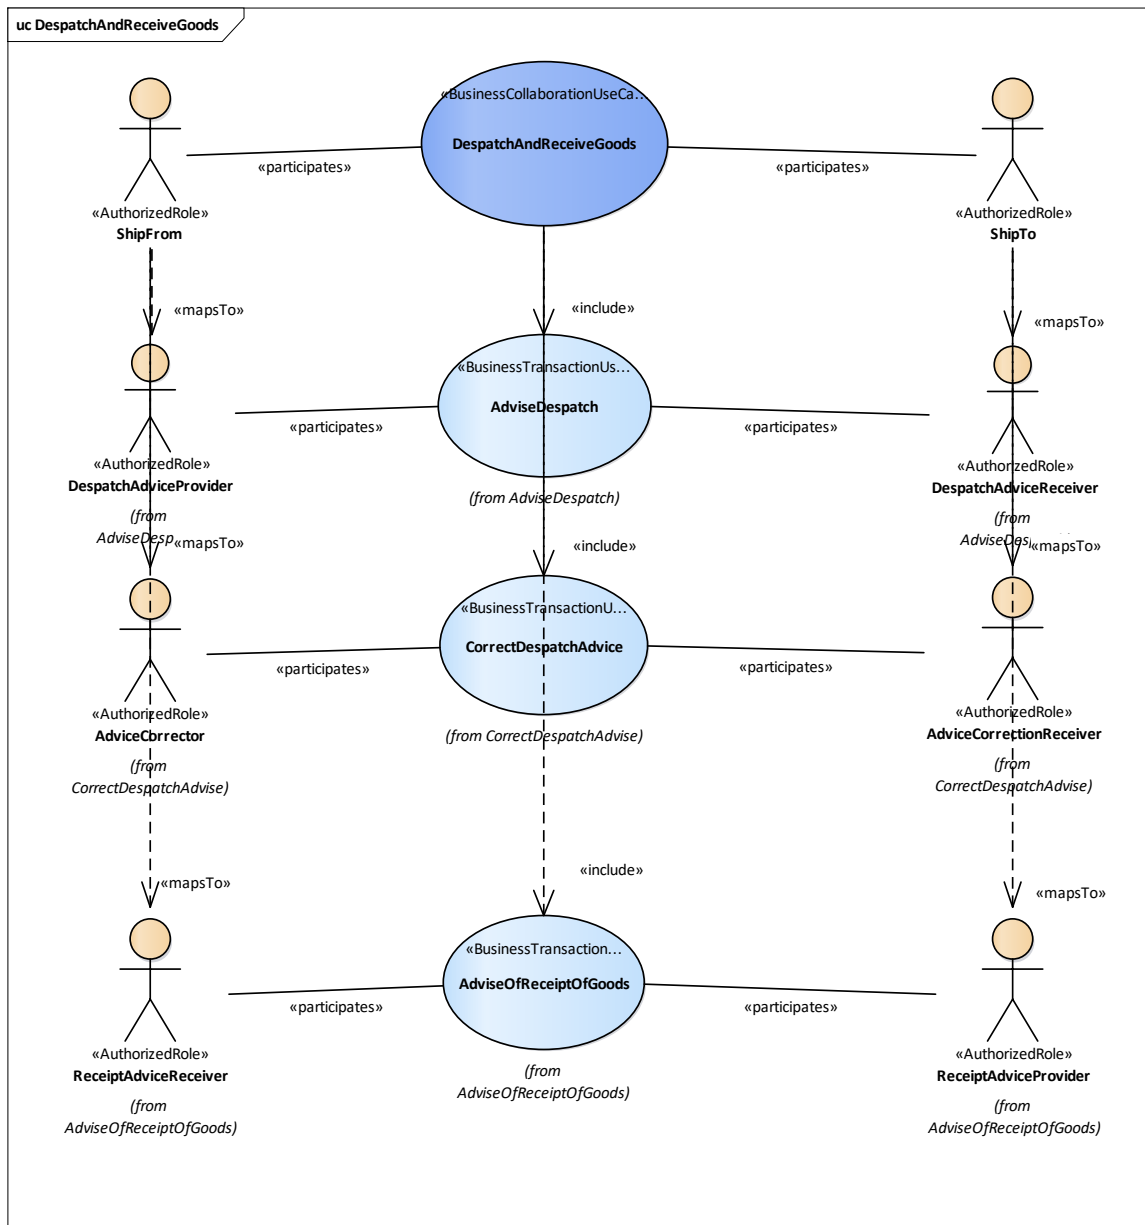 uc DespatchAndReceiveGoods
«BusinessCollaborationUseCa...
DespatchAndReceiveGoods
«participates»
«participates»
«AuthorizedRole»
ShipFrom
«AuthorizedRole»
ShipTo
«mapsTo»
«include»
«mapsTo»
«BusinessTransactionUs...
AdviseDespatch
«participates»
«participates»
«AuthorizedRole»
DespatchAdviceProvider
(from
AdviseDesp
«AuthorizedRole»
DespatchAdviceReceiver
(from
AdviseDesp
(from AdviseDespatch)
«mapsTo»
«include»
«mapsTo»
«BusinessTransactionU...
CorrectDespatchAdvice
«participates»
«participates»
«AuthorizedRole»
AdviceCorrector
(from
CorrectDespatchAdvise)
(from CorrectDespatchAdvise)
«AuthorizedRole»
AdviceCorrectionReceiver
(from
CorrectDespatchAdvise)
«mapsTo»
«include»
«mapsTo»
«BusinessTransaction...
AdviseOfReceiptOfGoods
«participates»
«participates»
«AuthorizedRole»
ReceiptAdviceReceiver
(from
AdviseOfReceiptOfGoods)
(from
AdviseOfReceiptOfGoods)
«AuthorizedRole»
ReceiptAdviceProvider
(from
AdviseOfReceiptOfGoods)